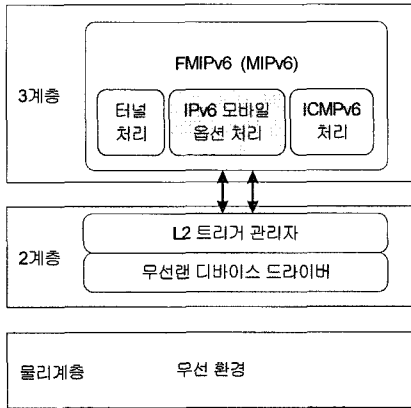 FMIPv6 (MIPv6)
3계층
터널
처리
IPv6 모바일
옵션 처리
ICMPv6
처리
L2 트리거 관리자
2계층
무선랜 디바이스 드라이버
물리계층
무선 환경